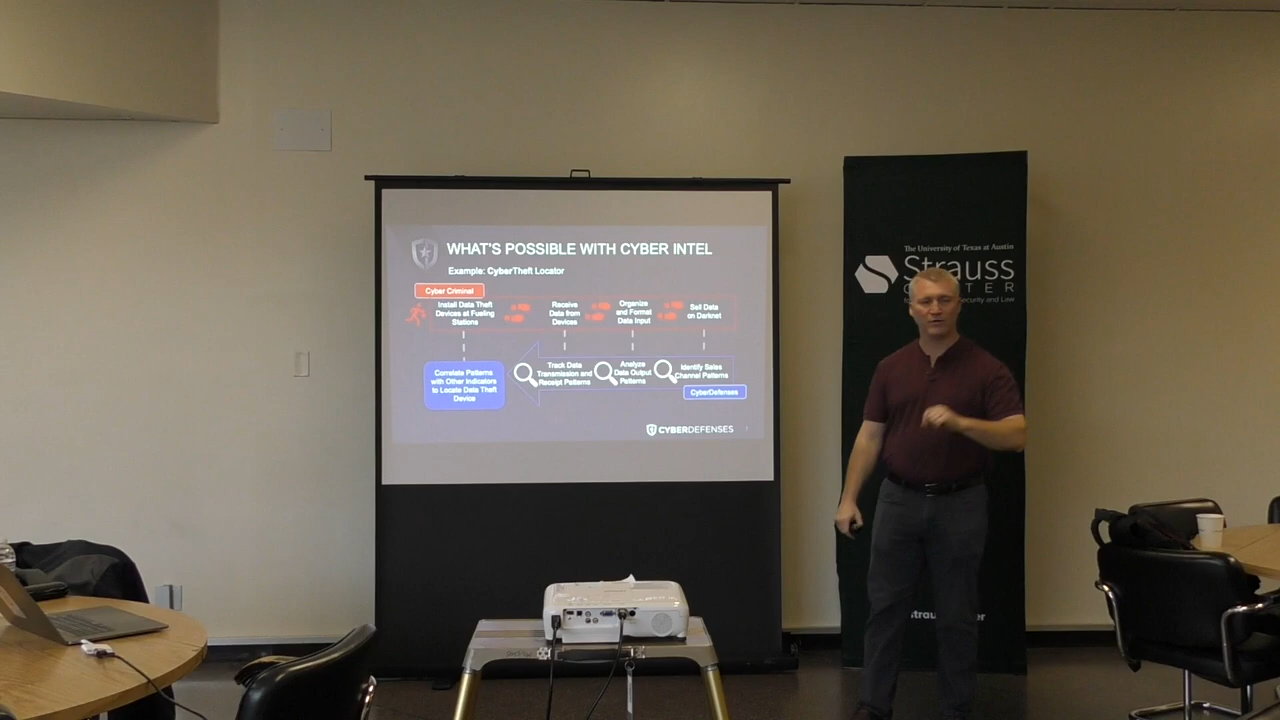 WHAT'S POSSIBLE WITH CYBER INTEL
Example: CyberTheft Locator
Cyber Criminal
Install Data Theft
Devices at Fueling
Stations
Receive
Data from
Devices
Organize
and Format
Data Input
Sell Data
on Darknet
Correlate Patterns
with Other Indicators
to Locate Data Theft
Device
Track Data
Transmission and
Receipt Patterns
Analyze
Data Output
Patterns
Identify Sales
Channel Patterns
CyberDefenses
CYBERDEFENSES
The University of Texas at Austin
Strauss
ecurity and Law